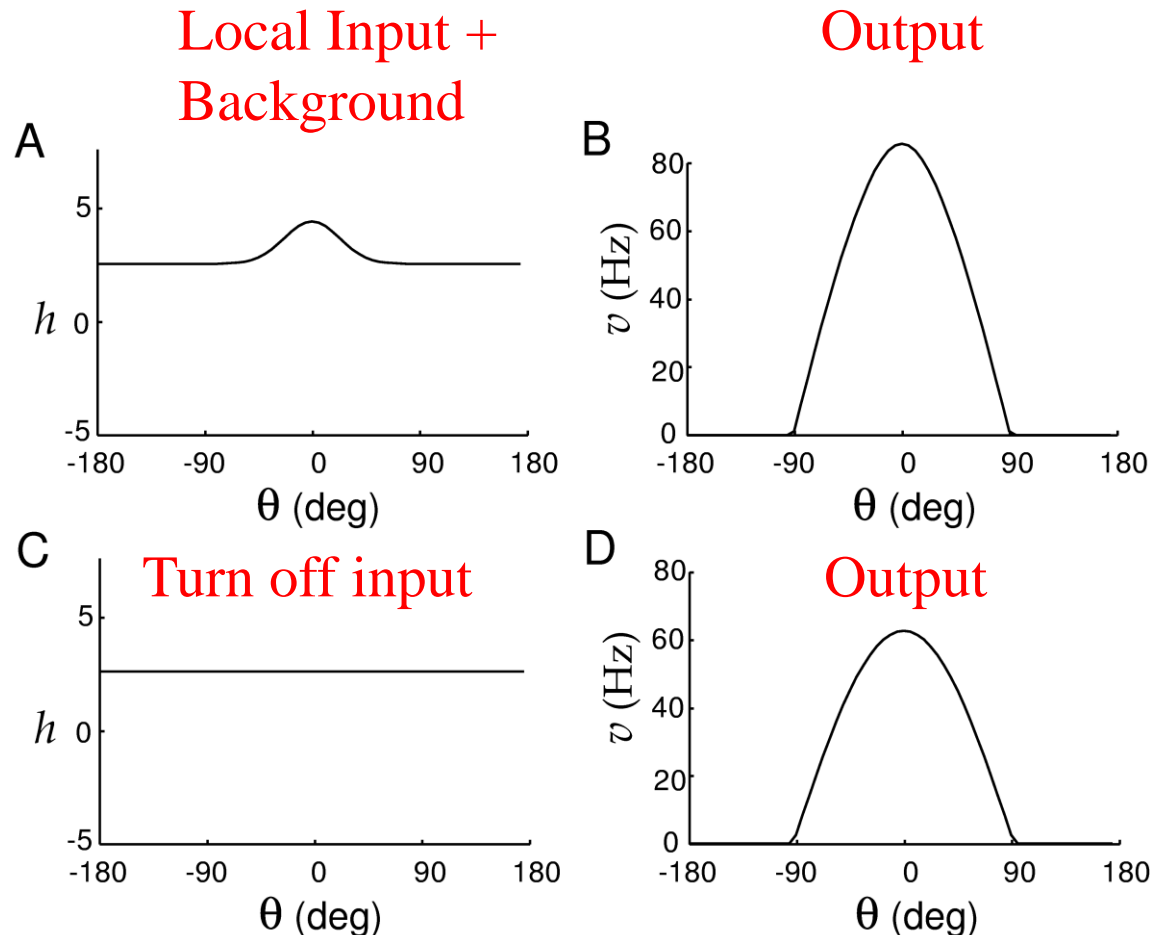 Local Input +
Background
Output
A
5
h 0
-5
-180 -90 0 90 180
θ (deg)
B
80
60
v (Hz)
40
20
0
-180 -90 0 90 180
θ (deg)
C
Turn off input
5
h 0
-5
-180 -90 0 90 180
θ (deg)
D
Output
80
60
v (Hz)
40
20
0
-180 -90 0 90 180
θ (deg)